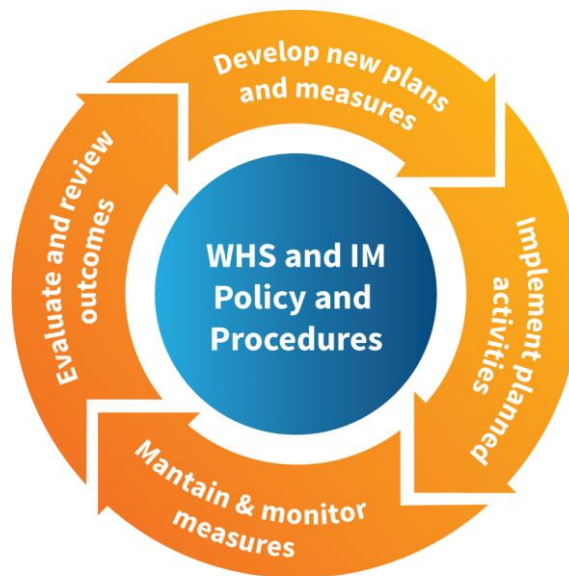 Develop new plans
and measures
Implement planned
activities
Mantain & monitor
measures
Evaluate and review
outcomes
WHS and IM
Policy and
Procedures